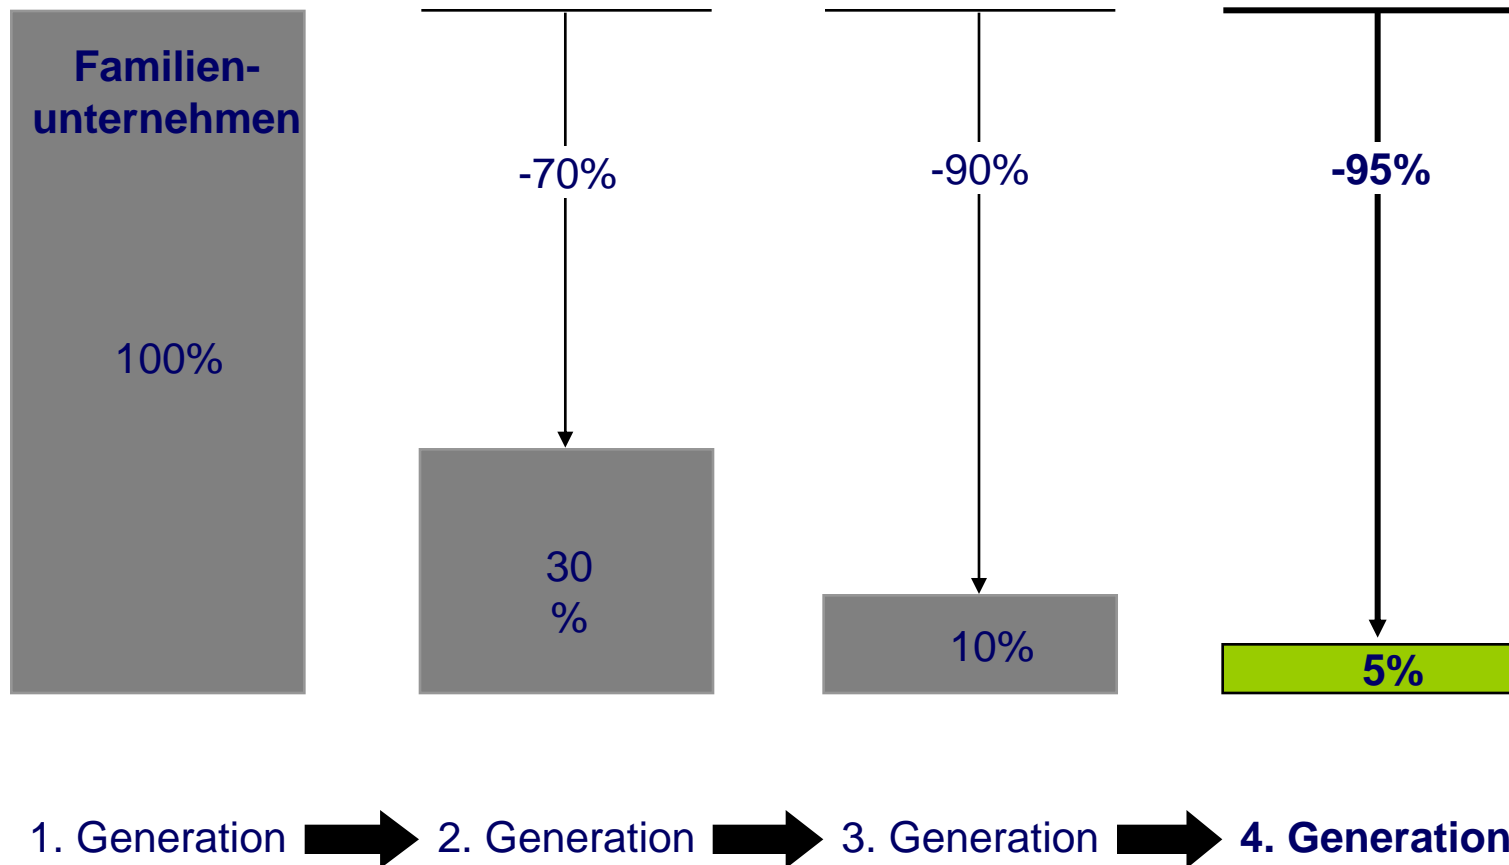 Familien-
unternehmen
100%
-70%
30
%
-90%
10%
-95%
5%
1. Generation
2. Generation
3. Generation
4. Generation